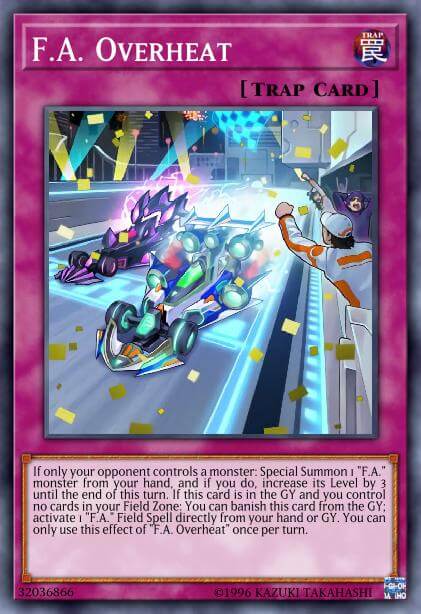 F.A. Overheat
TRAP
罠
[Trap Card]
If only your opponent controls a monster: Special Summon 1 "F.A."
monster from your hand, and if you do, increase its Level by 3
until the end of this turn. If this card is in the GY and you control
no cards in your Field Zone: You can banish this card from the GY;
activate 1 "F.A." Field Spell directly from your hand or GY. You can
only use this effect of "F.A. Overheat" once per turn.
32036866
©1996 KAZUKI TAKAHASHI